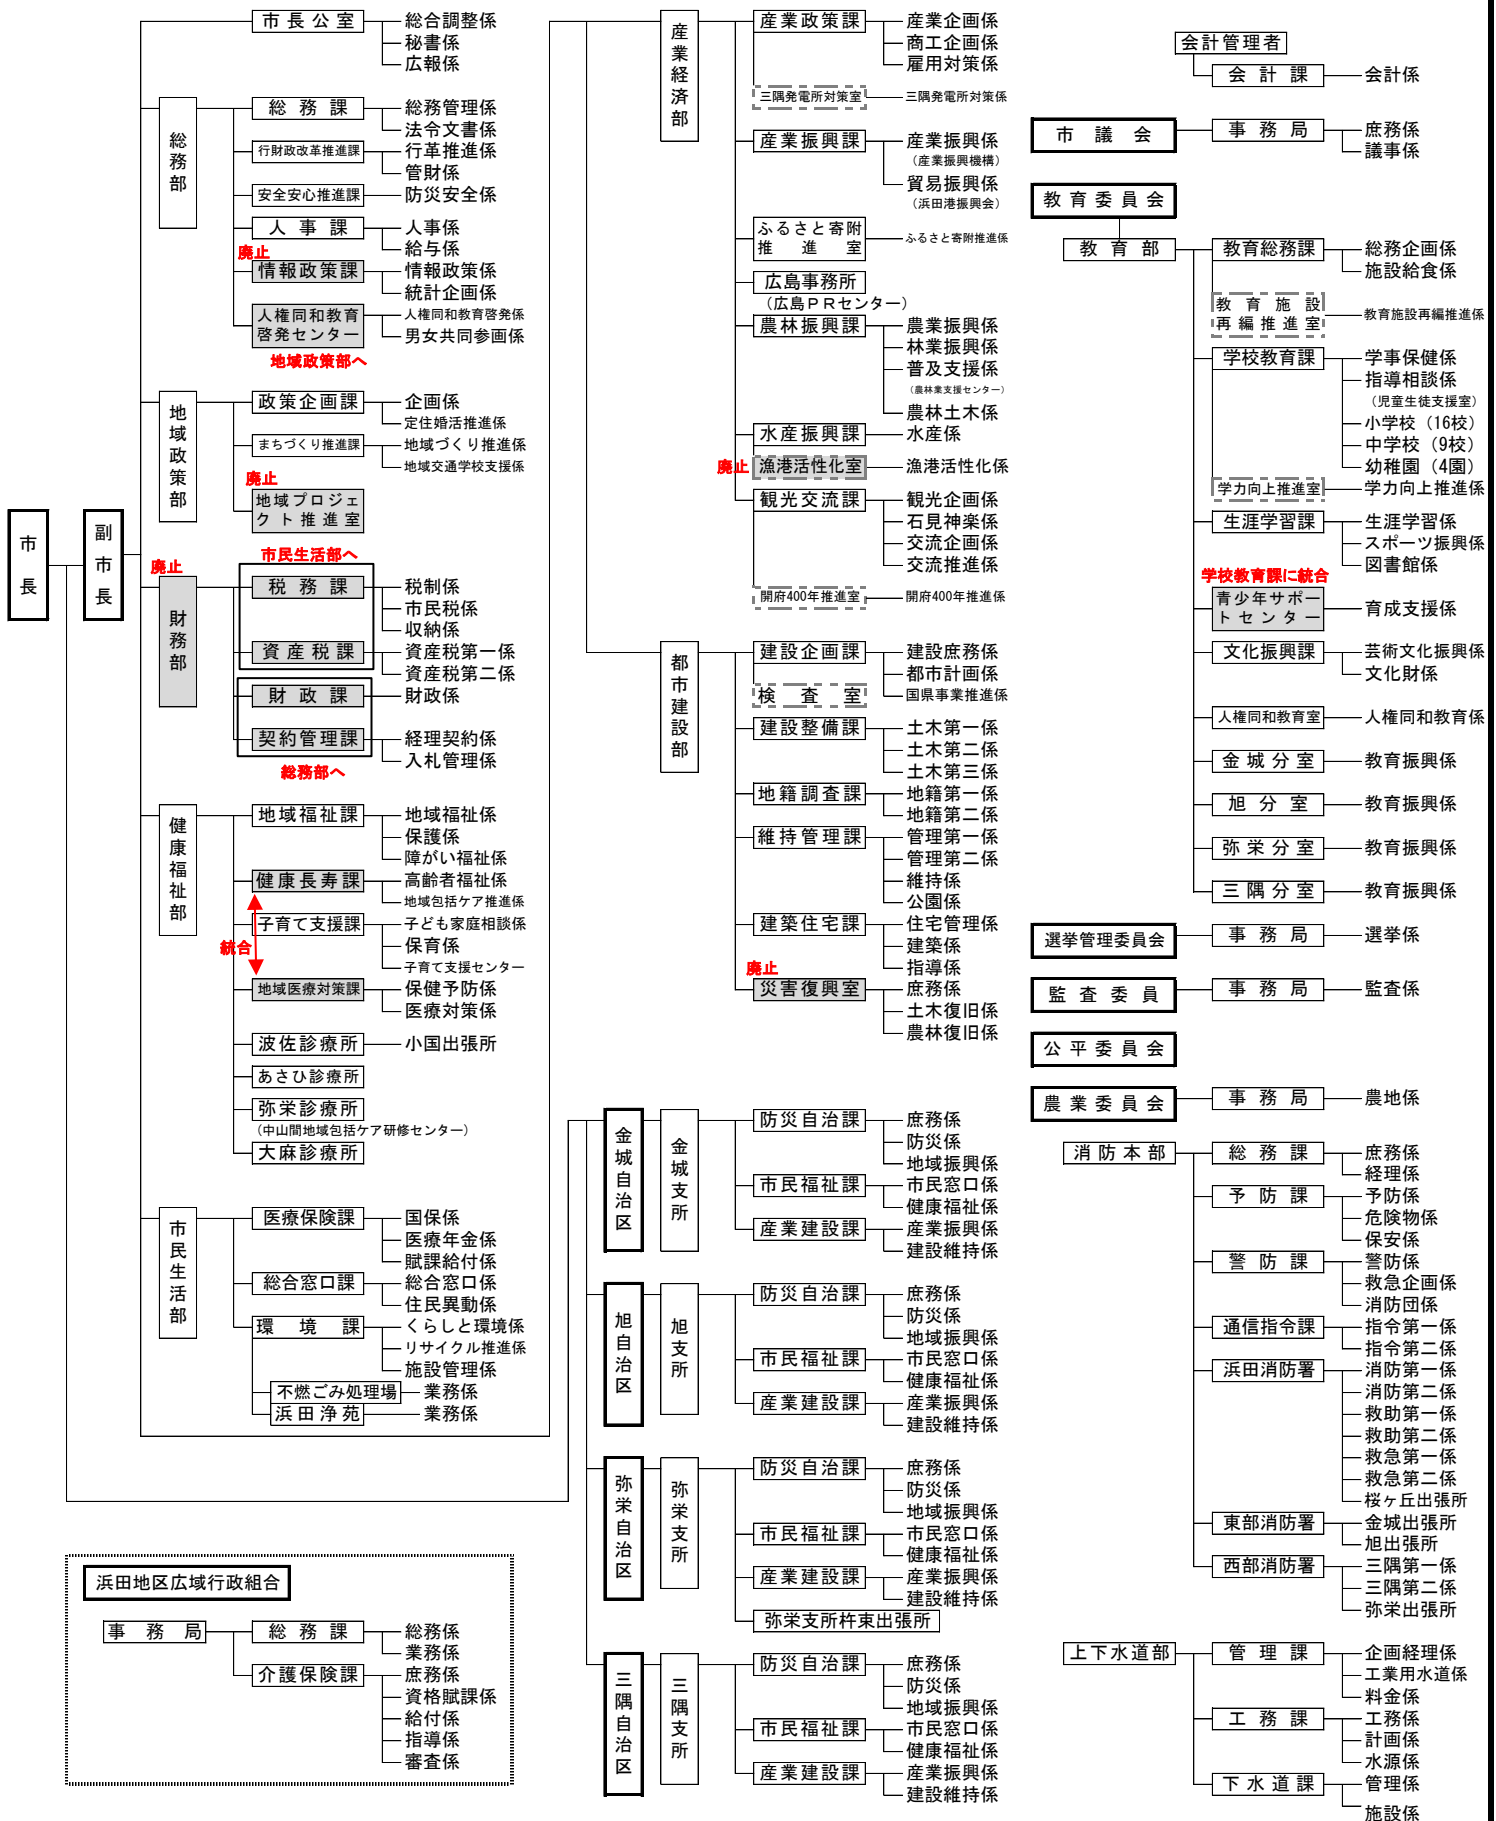 市長
副市長
市長公室
総合調整係
秘書係
広報係
総務部
総務課
総務管理係
法令文書係
行財政改革推進課
行革推進係
管財係
安全安心推進課
防災安全係
人事課
人事係
給与係
廃止
情報政策課
情報政策係
統計企画係
人権同和教育
啓発センター
人権同和教育啓発係
男女共同参画係
地域政策部へ
地域政策部
政策企画課
企画係
定住婚活推進係
まちづくり推進課
地域づくり推進係
地域交通学校支援係
廃止
地域プロジェ
クト推進室
市民生活部へ
廃止
財務部
税務課
税制係
市民税係
収納係
資産税課
資産税第一係
資産税第二係
財政課
財政係
契約管理課
経理契約係
入札管理係
総務部へ
健康福祉部
地域福祉課
地域福祉係
保護係
障がい福祉係
健康長寿課
高齢者福祉係
地域包括ケア推進係
子育て支援課
子ども家庭相談係
保育係
子育て支援センター
統合
地域医療対策課
保健予防係
医療対策係
波佐診療所
小国出張所
あさひ診療所
弥栄診療所
(中山間地域包括ケア研修センター)
大麻診療所
市民生活部
医療保険課
国保係
医療年金係
賦課給付係
総合窓口課
総合窓口係
住民異動係
環境課
くらしと環境係
リサイクル推進係
施設管理係
不燃ごみ処理場
業務係
浜田浄苑
業務係
浜田地区広域行政組合
事務局
総務課
総務係
業務係
介護保険課
庶務係
資格賦課係
給付係
指導係
審査係
産業経済部
産業政策課
産業企画係
商工企画係
雇用対策係
三隅発電所対策室
三隅発電所対策係
産業振興課
産業振興係
(産業振興機構)
貿易振興係
(浜田港振興会)
ふるさと寄附
推進室
ふるさと寄附推進係
広島事務所
(広島PRセンター)
農林振興課
農業振興係
林業振興係
普及支援係
(農林業支援センター)
農林土木係
水産振興課
水産係
廃止
漁港活性化室
漁港活性化係
観光交流課
観光企画係
石見神楽係
交流企画係
交流推進係
開府400年推進室
開府400年推進係
都市建設部
建設企画課
建設庶務係
都市計画係
国県事業推進係
検査室
建設整備課
土木第一係
土木第二係
土木第三係
地籍調査課
地籍第一係
地籍第二係
維持管理課
管理第一係
管理第二係
維持係
公園係
建築住宅課
住宅管理係
建築係
指導係
廃止
災害復興室
庶務係
土木復旧係
農林復旧係
金城自治区
金城支所
防災自治課
庶務係
防災係
地域振興係
市民福祉課
市民窓口係
健康福祉係
産業建設課
産業振興係
建設維持係
旭自治区
旭支所
防災自治課
庶務係
防災係
地域振興係
市民福祉課
市民窓口係
健康福祉係
産業建設課
産業振興係
建設維持係
弥栄自治区
弥栄支所
防災自治課
庶務係
防災係
地域振興係
市民福祉課
市民窓口係
健康福祉係
産業建設課
産業振興係
建設維持係
弥栄支所杵束出張所
三隅自治区
三隅支所
防災自治課
庶務係
防災係
地域振興係
市民福祉課
市民窓口係
健康福祉係
産業建設課
産業振興係
建設維持係
会計管理者
会計課
会計係
市議会
事務局
庶務係
議事係
教育委員会
教育部
教育総務課
総務企画係
施設給食係
教育施設
再編推進室
教育施設再編推進係
学校教育課
学事保健係
指導相談係
(児童生徒支援室)
小学校(16校)
中学校(9校)
幼稚園(4園)
学力向上推進室
学力向上推進係
生涯学習課
生涯学習係
スポーツ振興係
図書館係
学校教育課に統合
青少年サポー
トセンター
育成支援係
文化振興課
芸術文化振興係
文化財係
人権同和教育室
人権同和教育係
金城分室
教育振興係
旭分室
教育振興係
弥栄分室
教育振興係
三隅分室
教育振興係
選挙管理委員会
事務局
選挙係
監査委員
事務局
監査係
公平委員会
農業委員会
事務局
農地係
消防本部
総務課
庶務係
経理係
予防課
予防係
危険物係
保安係
警防課
警防係
救急企画係
消防団係
通信指令課
指令第一係
指令第二係
浜田消防署
消防第一係
消防第二係
救助第一係
救助第二係
救急第一係
救急第二係
桜ヶ丘出張所
東部消防署
金城出張所
旭出張所
西部消防署
三隅第一係
三隅第二係
弥栄出張所
上下水道部
管理課
企画経理係
工業用水道係
料金係
工務課
工務係
計画係
水源係
下水道課
管理係
施設係